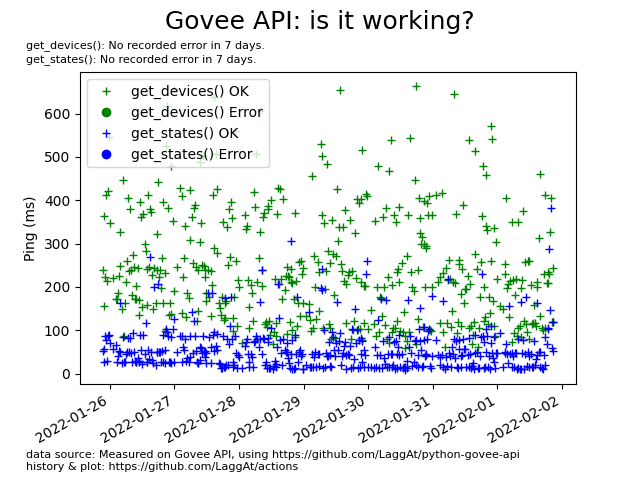 Govee API: is it working?
get_devices(): No recorded error in 7 days.
get_states(): No recorded error in 7 days.
get_devices() OK
get_devices() Error
get_states() OK
get_states() Error
Ping (ms)
600
500
400
300
200
100
0
2022-01-26
2022-01-27
2022-01-28
2022-01-29
2022-01-30
2022-01-31
2022-02-01
2022-02-02
data source: Measured on Govee API, using https://github.com/LaggAt/python-govee-api
history & plot: https://github.com/LaggAt/actions